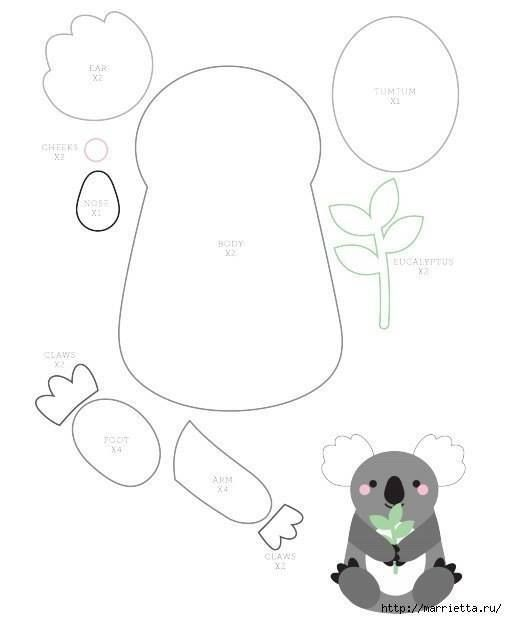 EAR
X2
TUMTUM
X1
CHEEKS
X2
NOSE
X1
BODY
X2
EUCALYPTUS
X2
CLAWS
X2
FOOT
X4
ARM
X4
CLAWS
X2
http://marrietta.ru/